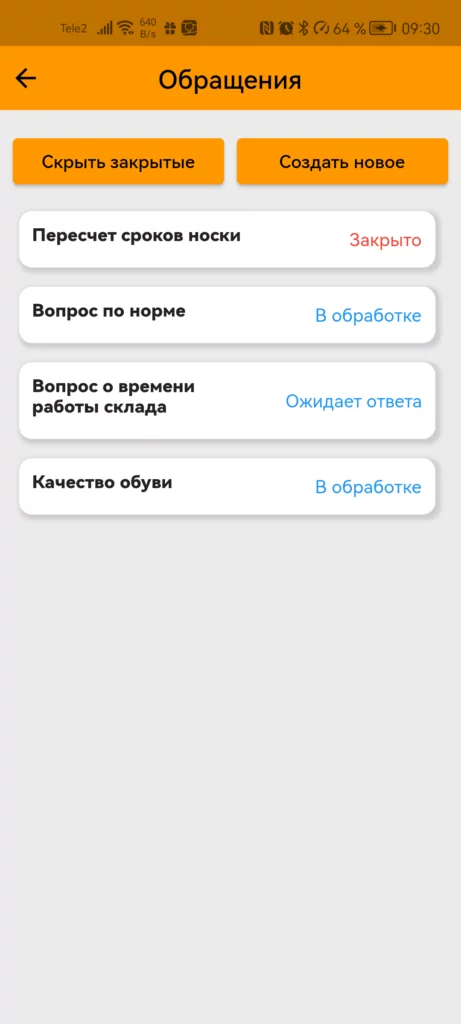 Tele2 640 B/s 64 % 09:30
Обращения
Скрыть закрытые Создать новое
Пересчет сроков носки Закрыто
Вопрос по норме В обработке
Вопрос о времени
работы склада Ожидает ответа
Качество обуви В обработке